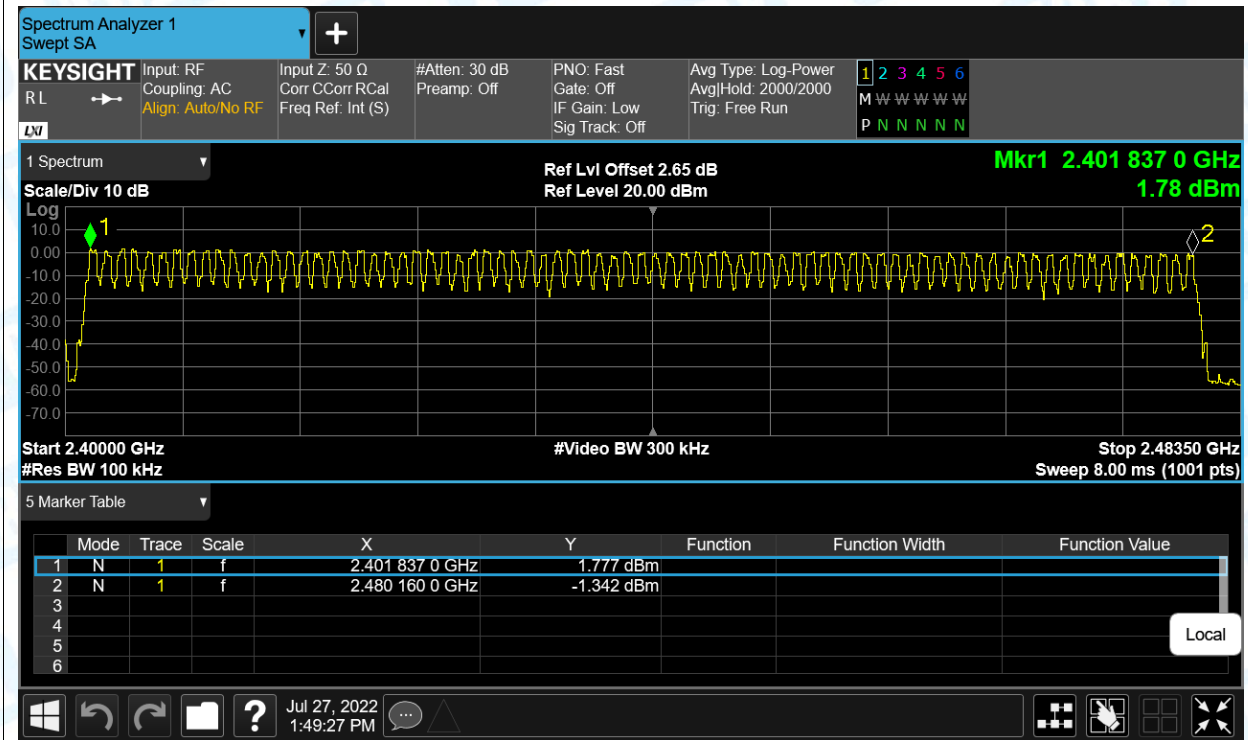 Spectrum Analyzer 1
Swept SA
+
KEYSIGHT
R L
LXI
Input: RF
Coupling: AC
Align: Auto/No RF
Input Z: 50 Ω
Corr CCorr RCal
Freq Ref: Int (S)
#Atten: 30 dB
Preamp: Off
PNO: Fast
Gate: Off
IF Gain: Low
Sig Track: Off
Avg Type: Log-Power
Avg|Hold: 2000/2000
Trig: Free Run
1 2 3 4 5 6
M W W W W W W
P N N N N N N
1 Spectrum
Scale/Div 10 dB
Ref Lvl Offset 2.65 dB
Ref Level 20.00 dBm
Mkr1 2.401 837 0 GHz
1.78 dBm
Log
10.0
0.00
-10.0
-20.0
-30.0
-40.0
-50.0
-60.0
-70.0
1
2
Start 2.40000 GHz
#Res BW 100 kHz
#Video BW 300 kHz
Stop 2.48350 GHz
Sweep 8.00 ms (1001 pts)
5 Marker Table
Mode Trace Scale X Y Function Function Width Function Value
1 N 1 f 2.401 837 0 GHz 1.777 dBm
2 N 1 f 2.480 160 0 GHz -1.342 dBm
3
4
5
6
Local
?
Jul 27, 2022
1:49:27 PM